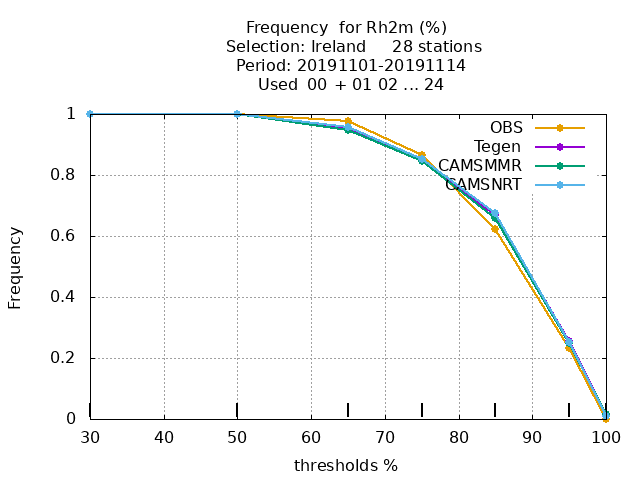 Frequency  for Rh2m (%)
Selection: Ireland     28 stations
Period: 20191101-20191114
Used  00 + 01 02 ... 24
OBS
Tegen
CAMSMMR
CAMSNRT
1
0.8
0.6
0.4
0.2
0
Frequency
30 40 50 60 70 80 90 100
thresholds %